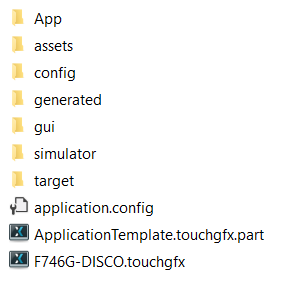 App
assets
config
generated
gui
simulator
target
application.config
ApplicationTemplate.touchgfx.part
F746G-DISCO.touchgfx